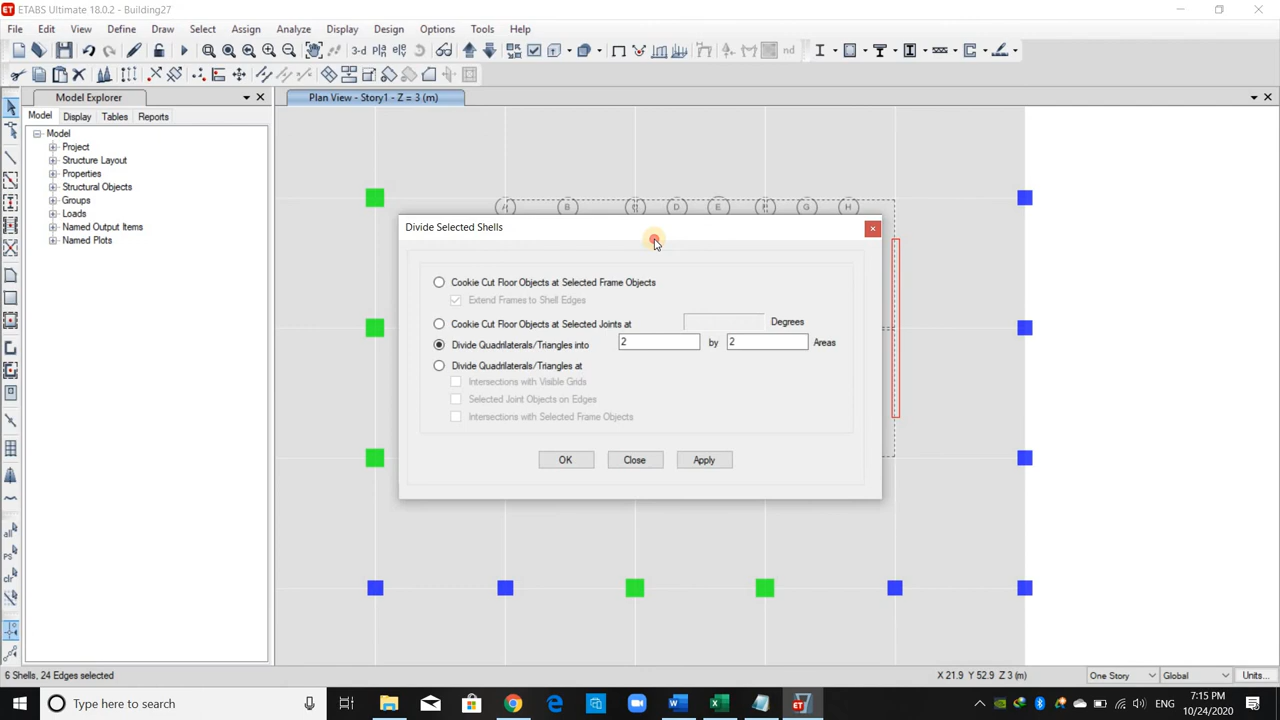 ETABS Ultimate 18.0.2 - Building27
File Edit View Define Draw Select Assign Analyze Display Design Options Tools Help
3-d
nd
Model Explorer
Plan View - Story1 - Z = 3 (m)
Model Display Tables Reports
Model
Project
Structure Layout
Properties
Structural Objects
Groups
Loads
Named Output Items
Named Plots
A B D E G H
Divide Selected Shells
Cookie Cut Floor Objects at Selected Frame Objects
Extend Frames to Shell Edges
Cookie Cut Floor Objects at Selected Joints at Degrees
Divide Quadrilaterals/Triangles into 2 by 2 Areas
Divide Quadrilaterals/Triangles at
Intersections with Visible Grids
Selected Joint Objects on Edges
Intersections with Selected Frame Objects
OK Close Apply
all
PS
clr
6 Shells, 24 Edges selected
X 21.9 Y 52.9 Z 3 (m)
One Story
Global
Units...
Type here to search
ENG
7:15 PM
10/24/2020